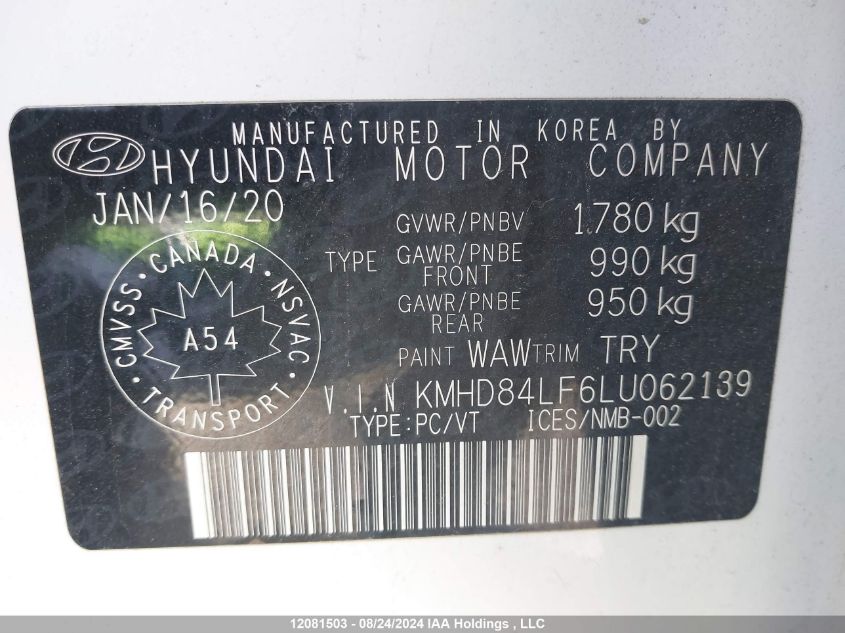 MANUFACTURED IN KOREA BY
HYUNDAI MOTOR COMPANY
JAN/16/20
GVWR/PNBV 1.780 kg
TYPE GAWR/PNBE FRONT 990 kg
GAWR/PNBE REAR 950 kg
PAINT WAW TRIM TRY
V.I.N KMHD84LF6LU062139
TYPE:PC/VT ICES/NMB-002
CMVSS · CANADA · NSVAC · TRANSPORT ·
A54
12081503 - 08/24/2024 IAA Holdings , LLC